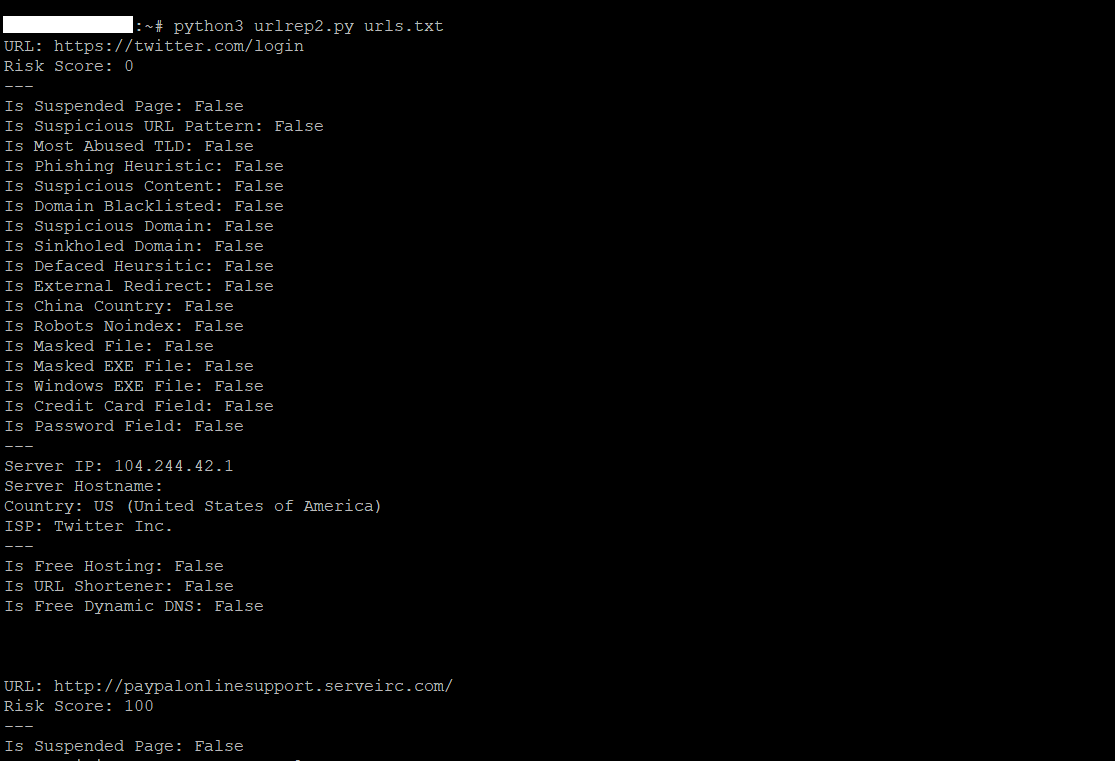 :~# python3 urlrep2.py urls.txt
URL: https://twitter.com/login
Risk Score: 0
---
Is Suspended Page: False
Is Suspicious URL Pattern: False
Is Most Abused TLD: False
Is Phishing Heuristic: False
Is Suspicious Content: False
Is Domain Blacklisted: False
Is Suspicious Domain: False
Is Sinkholed Domain: False
Is Defaced Heursitic: False
Is External Redirect: False
Is China Country: False
Is Robots Noindex: False
Is Masked File: False
Is Masked EXE File: False
Is Windows EXE File: False
Is Credit Card Field: False
Is Password Field: False
---
Server IP: 104.244.42.1
Server Hostname:
Country: US (United States of America)
ISP: Twitter Inc.
---
Is Free Hosting: False
Is URL Shortener: False
Is Free Dynamic DNS: False
URL: http://paypalonlinesupport.serveirc.com/
Risk Score: 100
---
Is Suspended Page: False